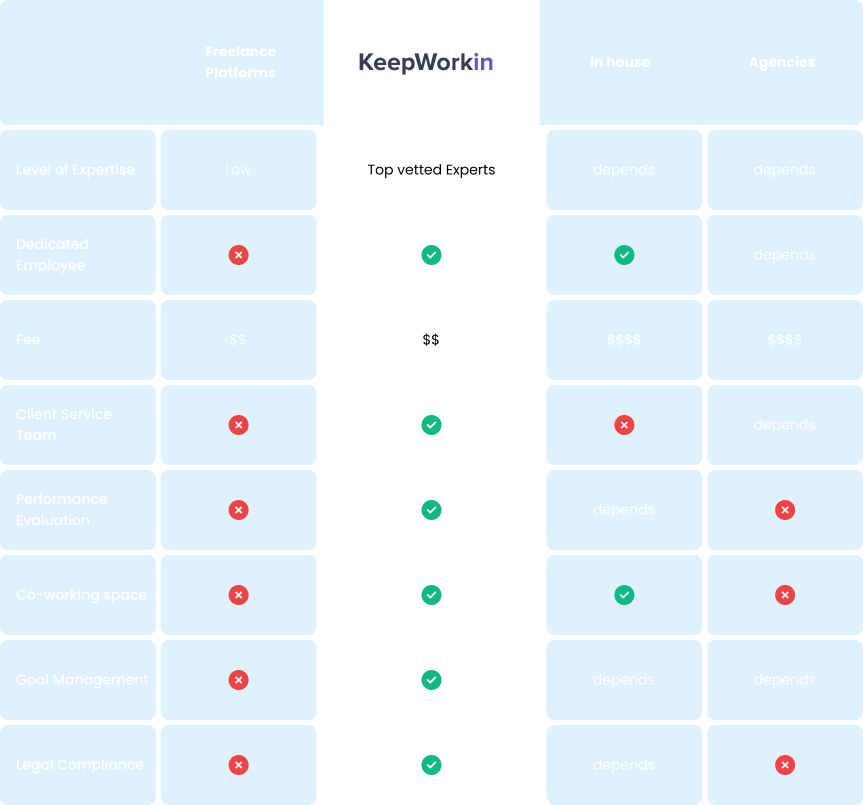 Freelance
Platforms
KeepWorkin
In house
Agencies
Level of Expertise
Low
Top vetted Experts
depends
depends
Dedicated
Employee
depends
Fee
$$
$$
$$$$
$$$$
Client Service
Team
depends
Performance
Evaluation
depends
Co-working space
Goal Management
depends
depends
Legal Compliance
depends